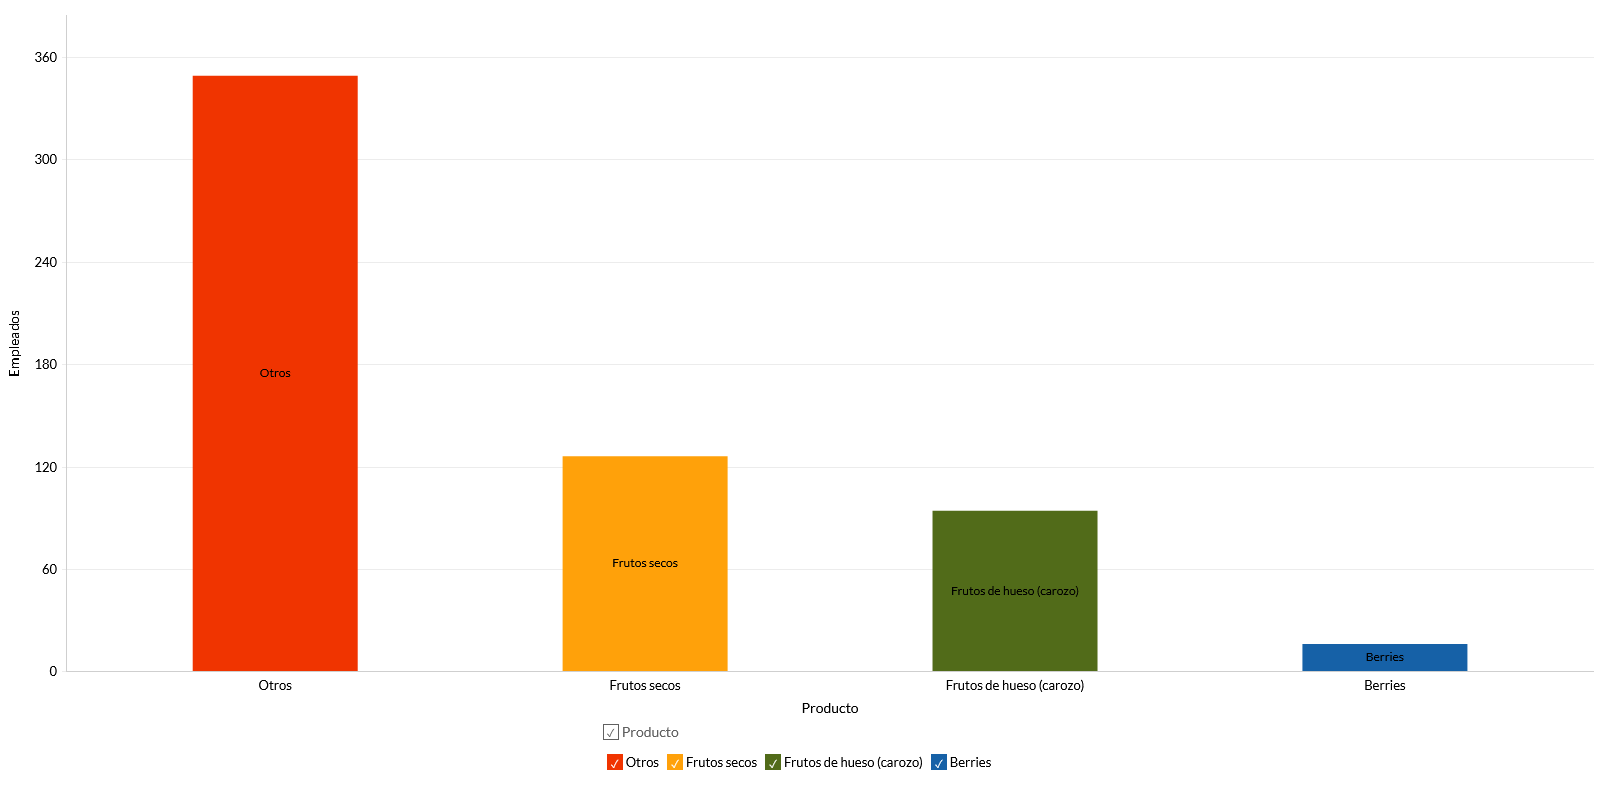 360
300
240
180
120
60
0
Empleados
Otros
Frutos secos
Frutos de hueso (carozo)
Berries
Otros Frutos secos Frutos de hueso (carozo) Berries
Producto
Producto
Otros Frutos secos Frutos de hueso (carozo) Berries